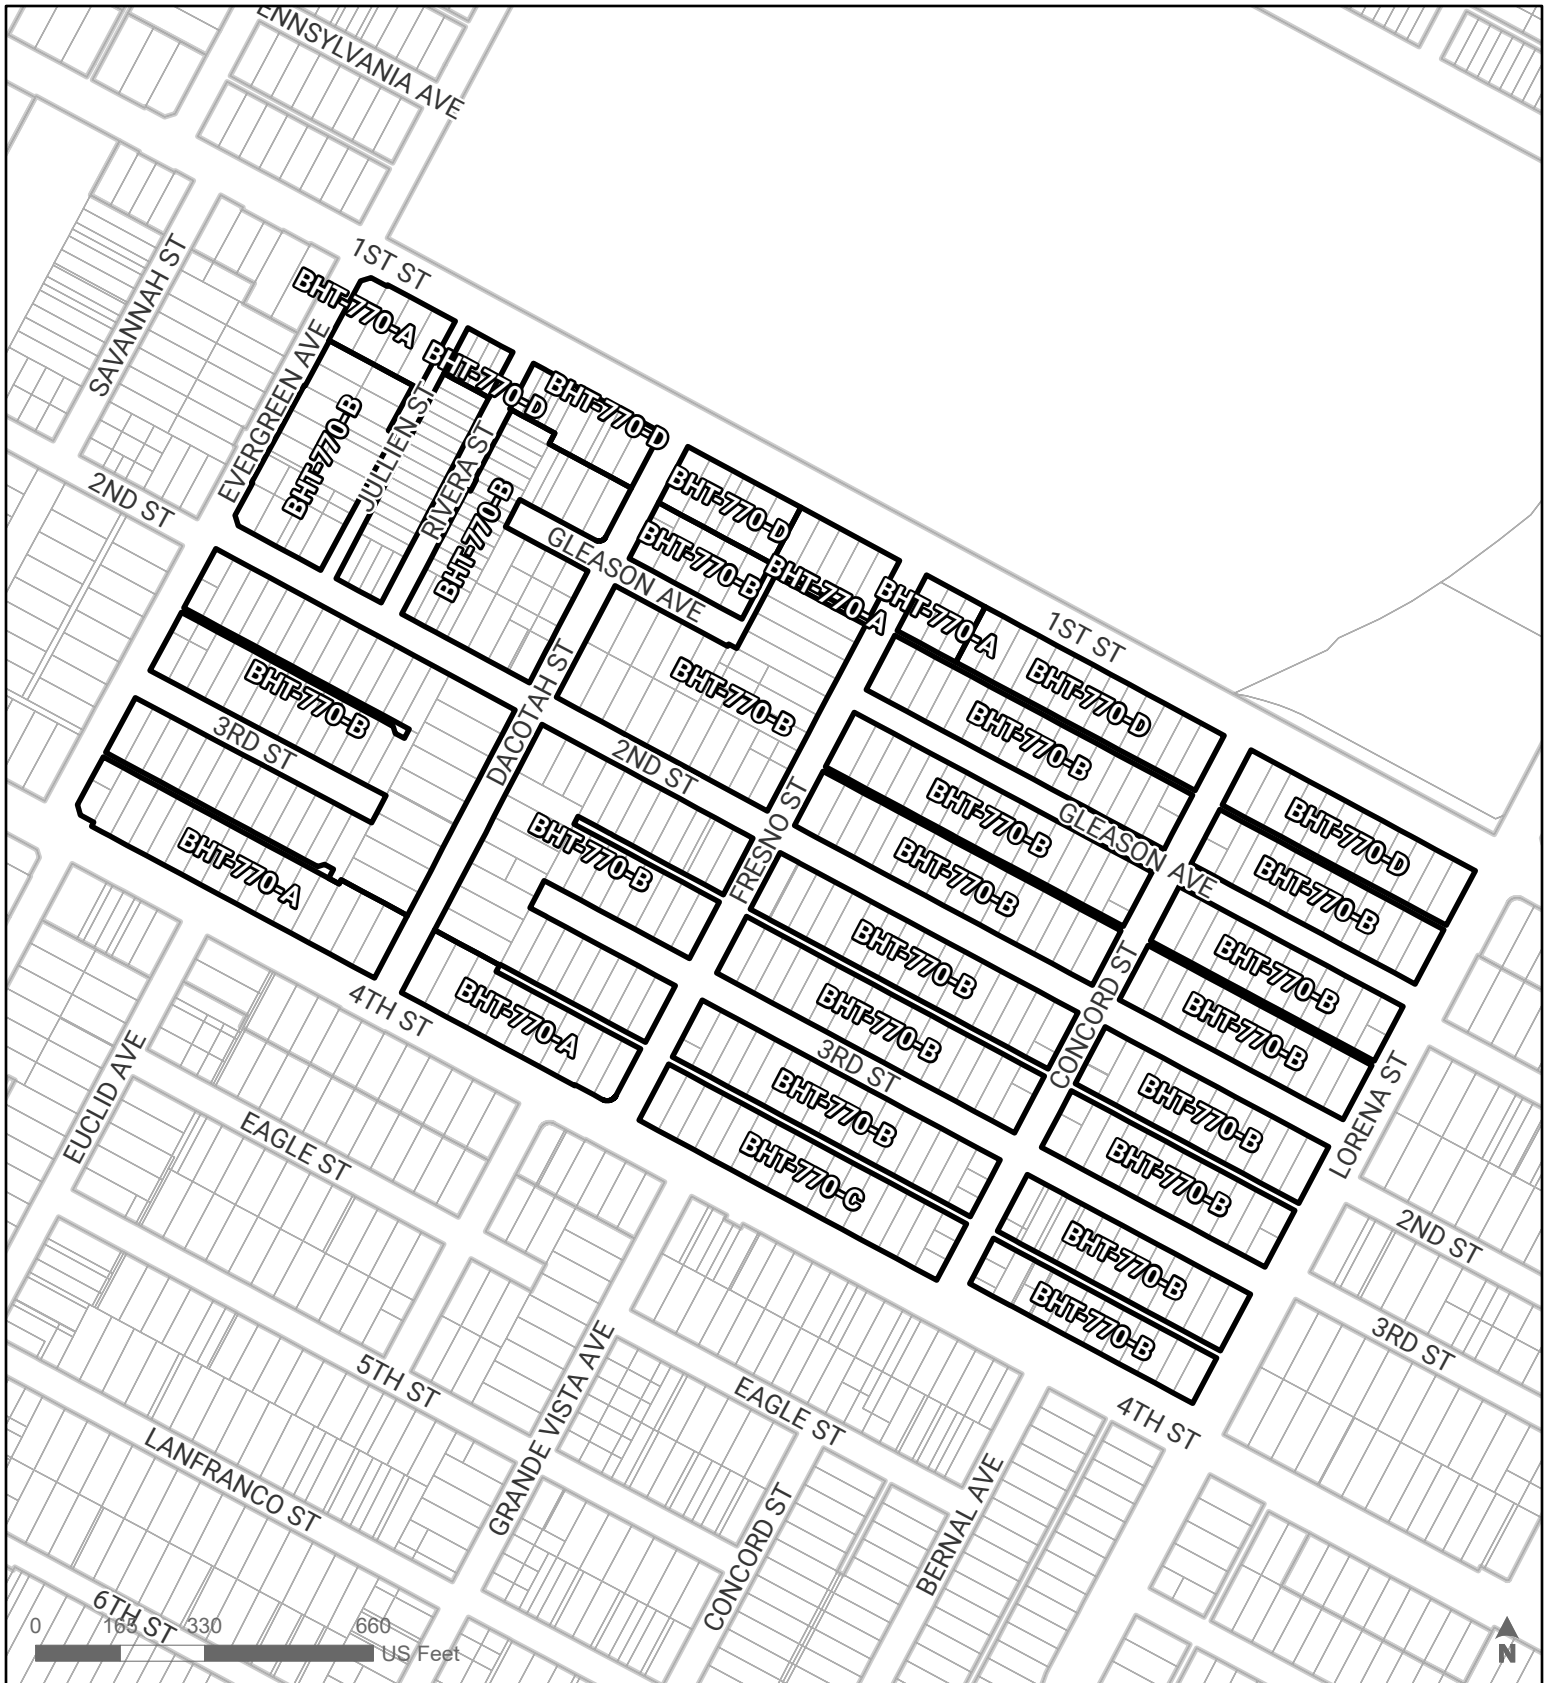 ENNSYLVANIA AVE
1ST ST
SAVANNAH ST
BHT-770-A
EVERGREEN AVE
BHT-770-D
BHT-770-D
BHT-770-B
JULLIEN ST
RIVERA ST
BHT-770-B
2ND ST
BHT-770-D
BHT-770-B
GLEASON AVE
BHT-770-A
BHT-770-A
1ST ST
BHT-770-D
BHT-770-B
BHT-770-B
DACOTAH ST
BHT-770-B
3RD ST
2ND ST
BHT-770-B
BHT-770-B
GLEASON AVE
BHT-770-D
BHT-770-B
BHT-770-A
BHT-770-B
FRESNO ST
BHT-770-B
BHT-770-B
BHT-770-B
BHT-770-B
4TH ST
BHT-770-A
BHT-770-B
CONCORD ST
3RD ST
BHT-770-B
BHT-770-B
LORENA ST
EUCLID AVE
EAGLE ST
BHT-770-C
BHT-770-B
2ND ST
BHT-770-B
BHT-770-B
3RD ST
5TH ST
GRANDE VISTA AVE
EAGLE ST
4TH ST
LANFRANCO ST
CONCORD ST
BERNAL AVE
6TH ST
0 165 330 660
US Feet
N